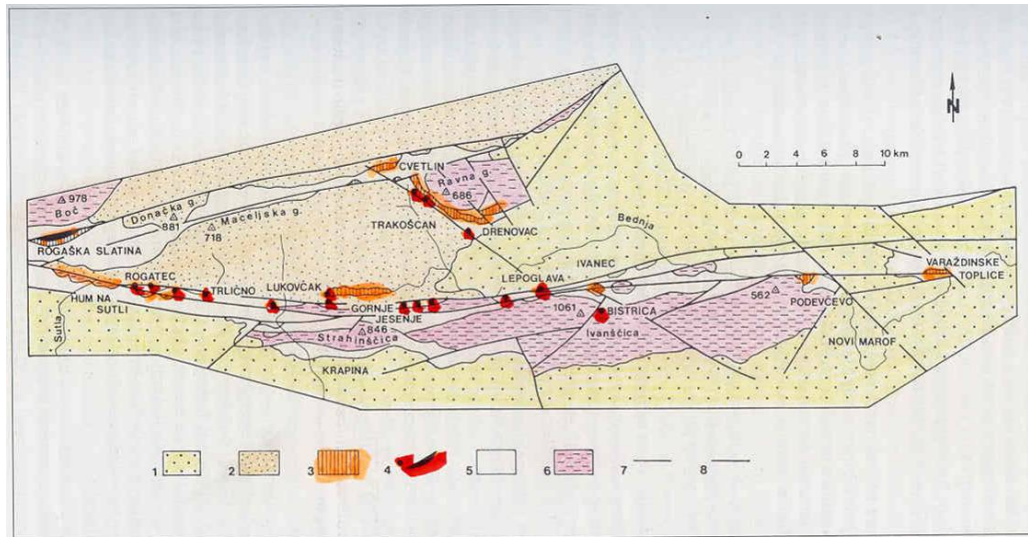 N
0 2 4 6 8 10 km
CVETLIN
Ravna g.
686
978
Boč
Donačka g.
881
Maceljska g.
718
TRAKOŠĆAN
DRENOVAC
Bednja
ROGAŠKA SLATINA
IVANEC
VARAŽDINSKE
TOPLICE
ROGATEC
LEPOGLAVA
TRLIČNO
LUKOVČAK
HUM NA
SUTLI
GORNJE
JESENJE
1061
BISTRICA
562
PODEVČEVO
Sutla
846
Strahinšćica
Ivanšćica
NOVI MAROF
KRAPINA
1 2 3 4 5 6 7 8